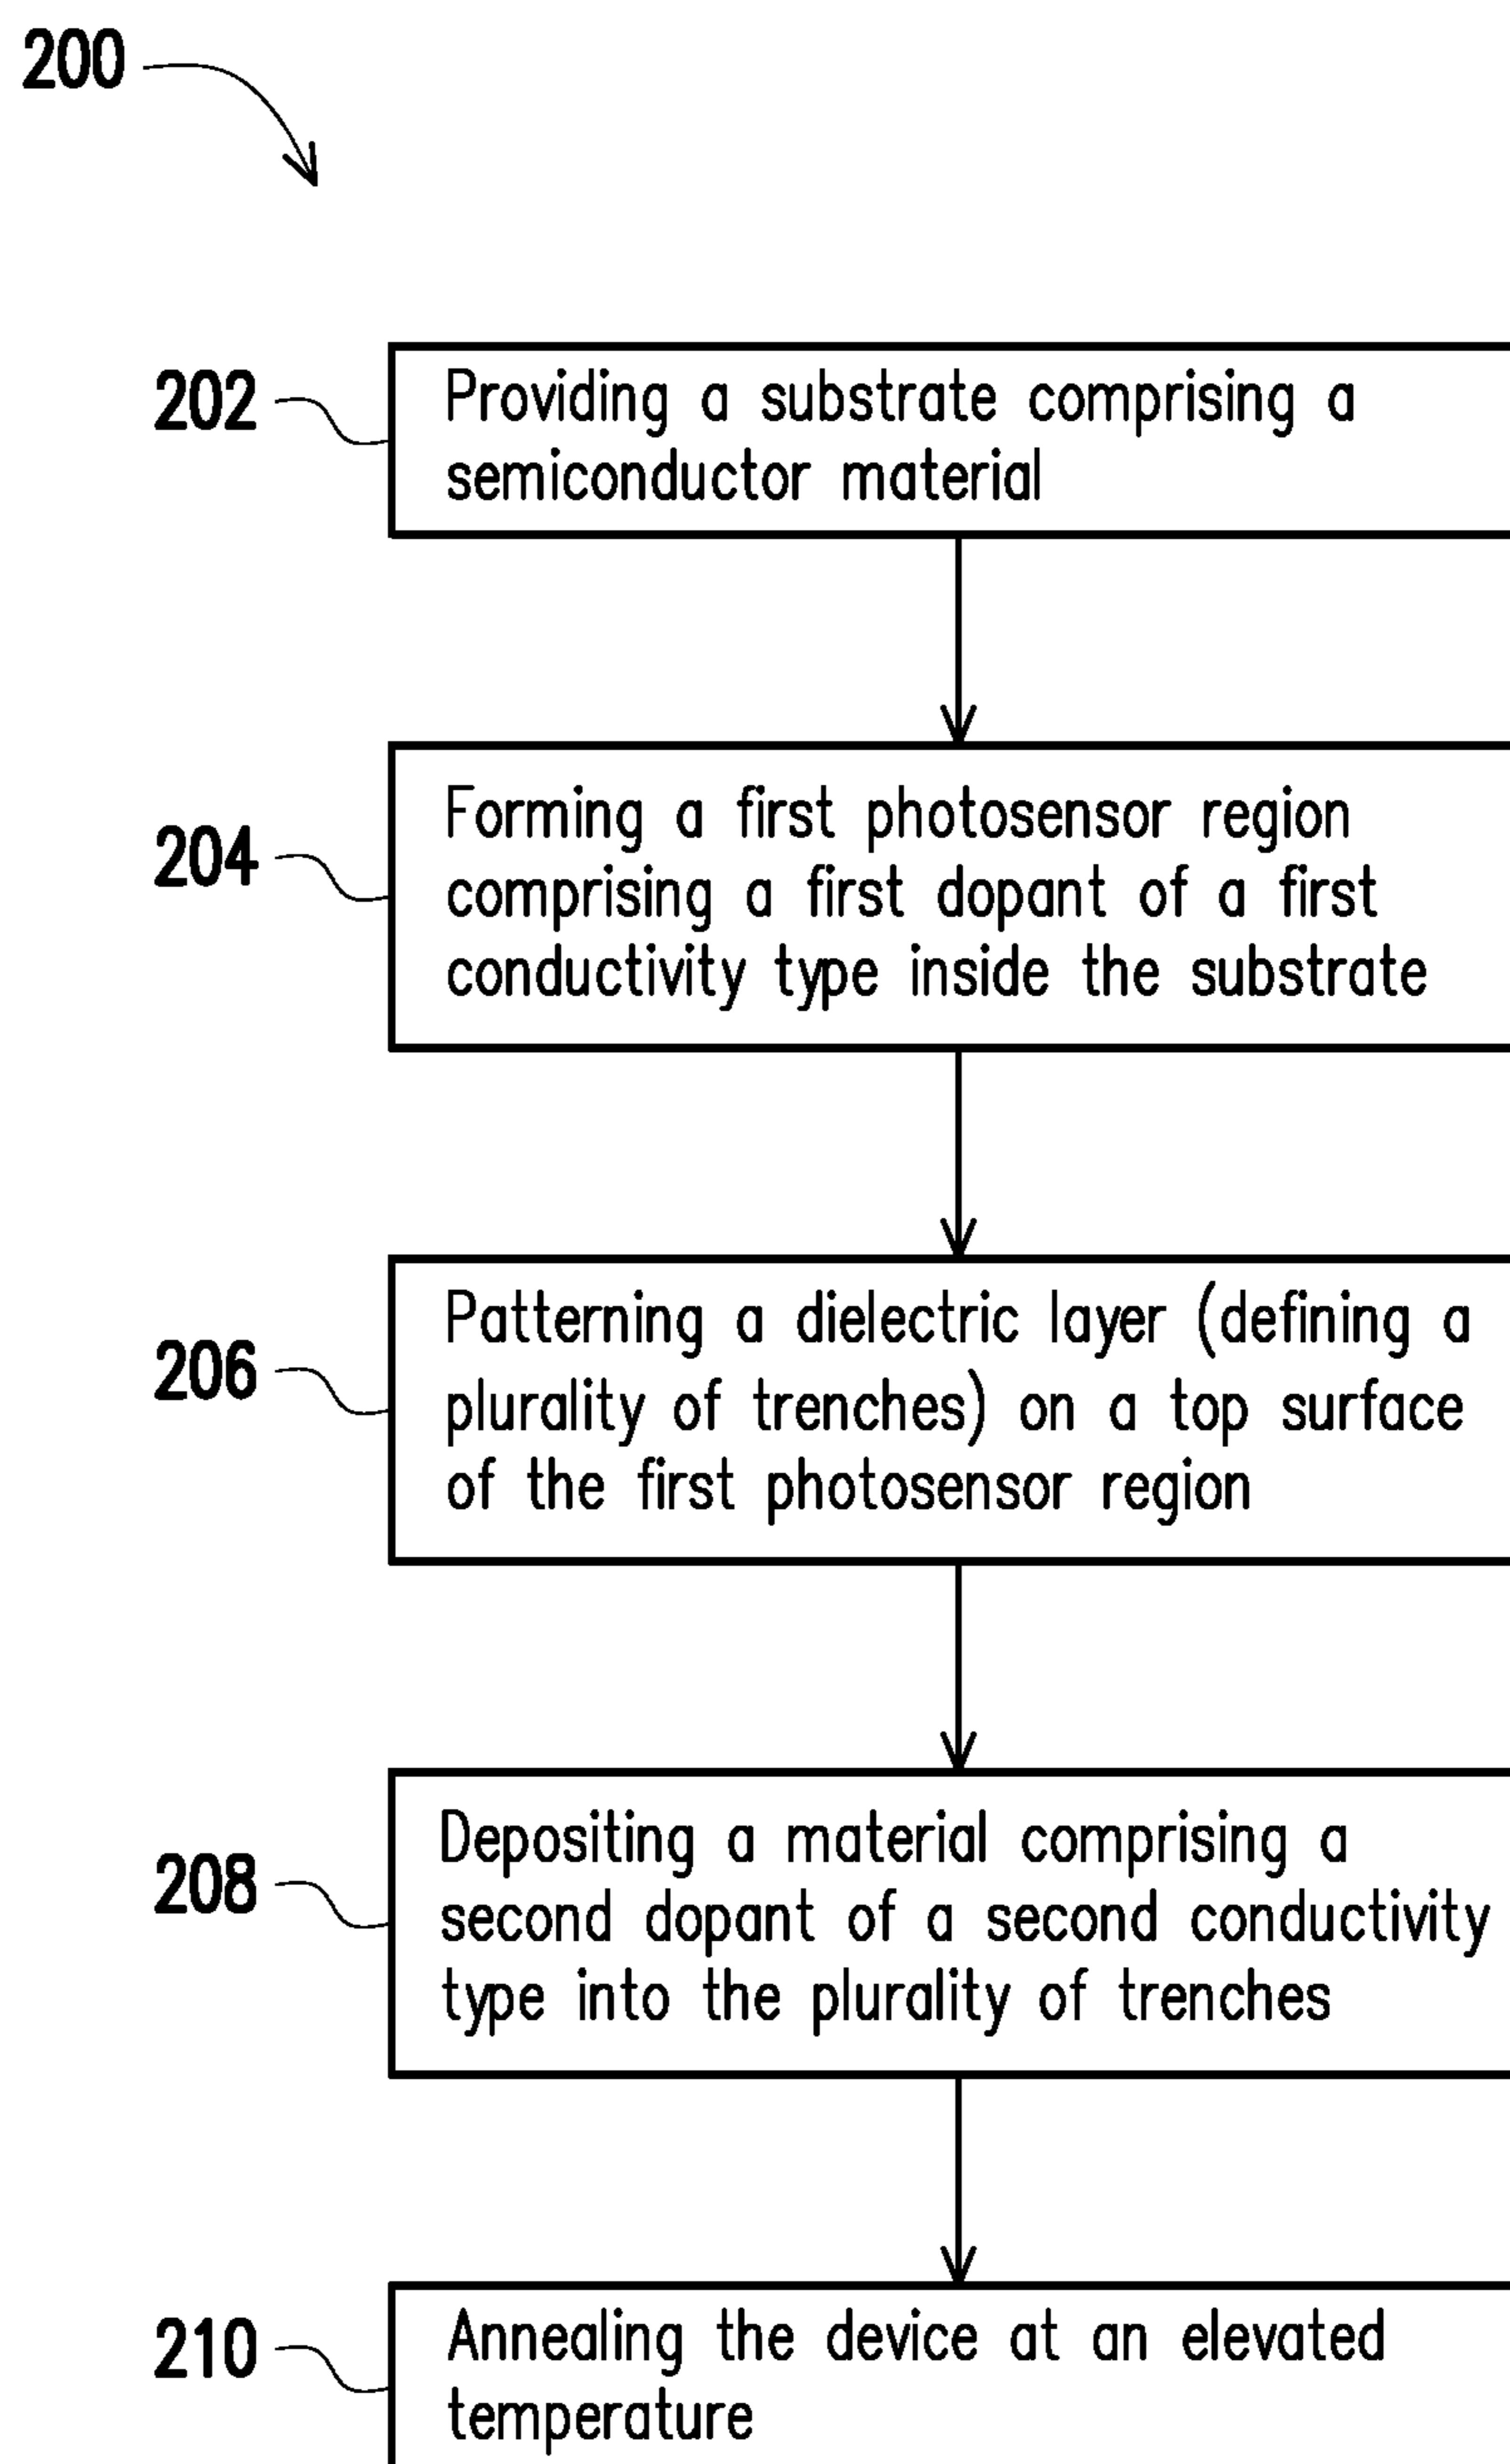 200
202
Providing a substrate comprising a
semiconductor material
204
Forming a first photosensor region
comprising a first dopant of a first
conductivity type inside the substrate
206
Patterning a dielectric layer (defining a
plurality of trenches) on a top surface
of the first photosensor region
208
Depositing a material comprising a
second dopant of a second conductivity
type into the plurality of trenches
210
Annealing the device at an elevated
temperature